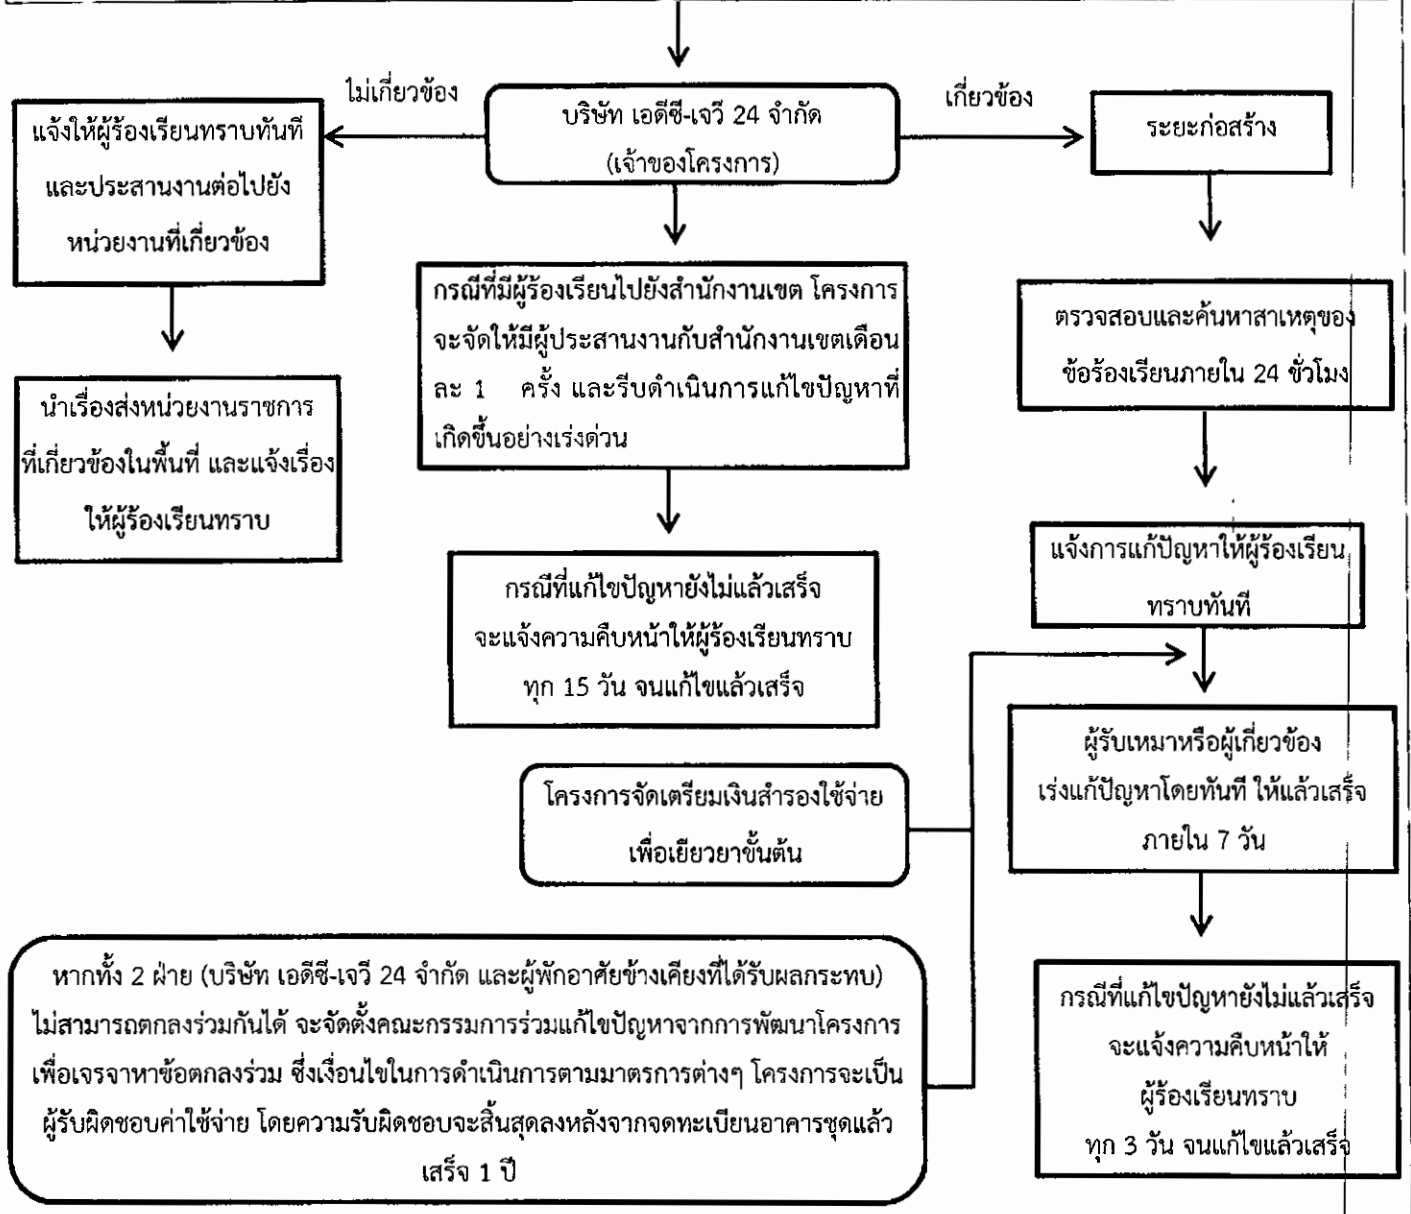 ไม่เกี่ยวข้อง
บริษัท เอดีซี-เจวี 24 จำกัด
(เจ้าของโครงการ)
เกี่ยวข้อง
ระยะก่อสร้าง
แจ้งให้ผู้ร้องเรียนทราบทันที
และประสานงานต่อไปยัง
หน่วยงานที่เกี่ยวข้อง
นำเรื่องส่งหน่วยงานราชการ
ที่เกี่ยวข้องในพื้นที่ และแจ้งเรื่อง
ให้ผู้ร้องเรียนทราบ
กรณีที่มีผู้ร้องเรียนไปยังสำนักงานเขต โครงการ
จะจัดให้มีผู้ประสานงานกับสำนักงานเขตเดือน
ละ 1 ครั้ง และรีบดำเนินการแก้ไขปัญหาที่
เกิดขึ้นอย่างเร่งด่วน
กรณีที่แก้ไขปัญหายังไม่แล้วเสร็จ
จะแจ้งความคืบหน้าให้ผู้ร้องเรียนทราบ
ทุก 15 วัน จนแก้ไขแล้วเสร็จ
ตรวจสอบและค้นหาสาเหตุของ
ข้อร้องเรียนภายใน 24 ชั่วโมง
แจ้งการแก้ปัญหาให้ผู้ร้องเรียน
ทราบทันที
ผู้รับเหมาหรือผู้เกี่ยวข้อง
เร่งแก้ปัญหาโดยทันที ให้แล้วเสร็จ
ภายใน 7 วัน
กรณีที่แก้ไขปัญหายังไม่แล้วเสร็จ
จะแจ้งความคืบหน้าให้
ผู้ร้องเรียนทราบ
ทุก 3 วัน จนแก้ไขแล้วเสร็จ
โครงการจัดเตรียมเงินสำรองใช้จ่าย
เพื่อเยียวยาขั้นต้น
หากทั้ง 2 ฝ่าย (บริษัท เอดีซี-เจวี 24 จำกัด และผู้พักอาศัยข้างเคียงที่ได้รับผลกระทบ)
ไม่สามารถตกลงร่วมกันได้ จะจัดตั้งคณะกรรมการร่วมแก้ไขปัญหาจากการพัฒนาโครงการ
เพื่อเจรจาหาข้อตกลงร่วม ซึ่งเงื่อนไขในการดำเนินการตามมาตรการต่างๆ โครงการจะเป็น
ผู้รับผิดชอบค่าใช้จ่าย โดยความรับผิดชอบจะสิ้นสุดลงหลังจากจดทะเบียนอาคารชุดแล้ว
เสร็จ 1 ปี